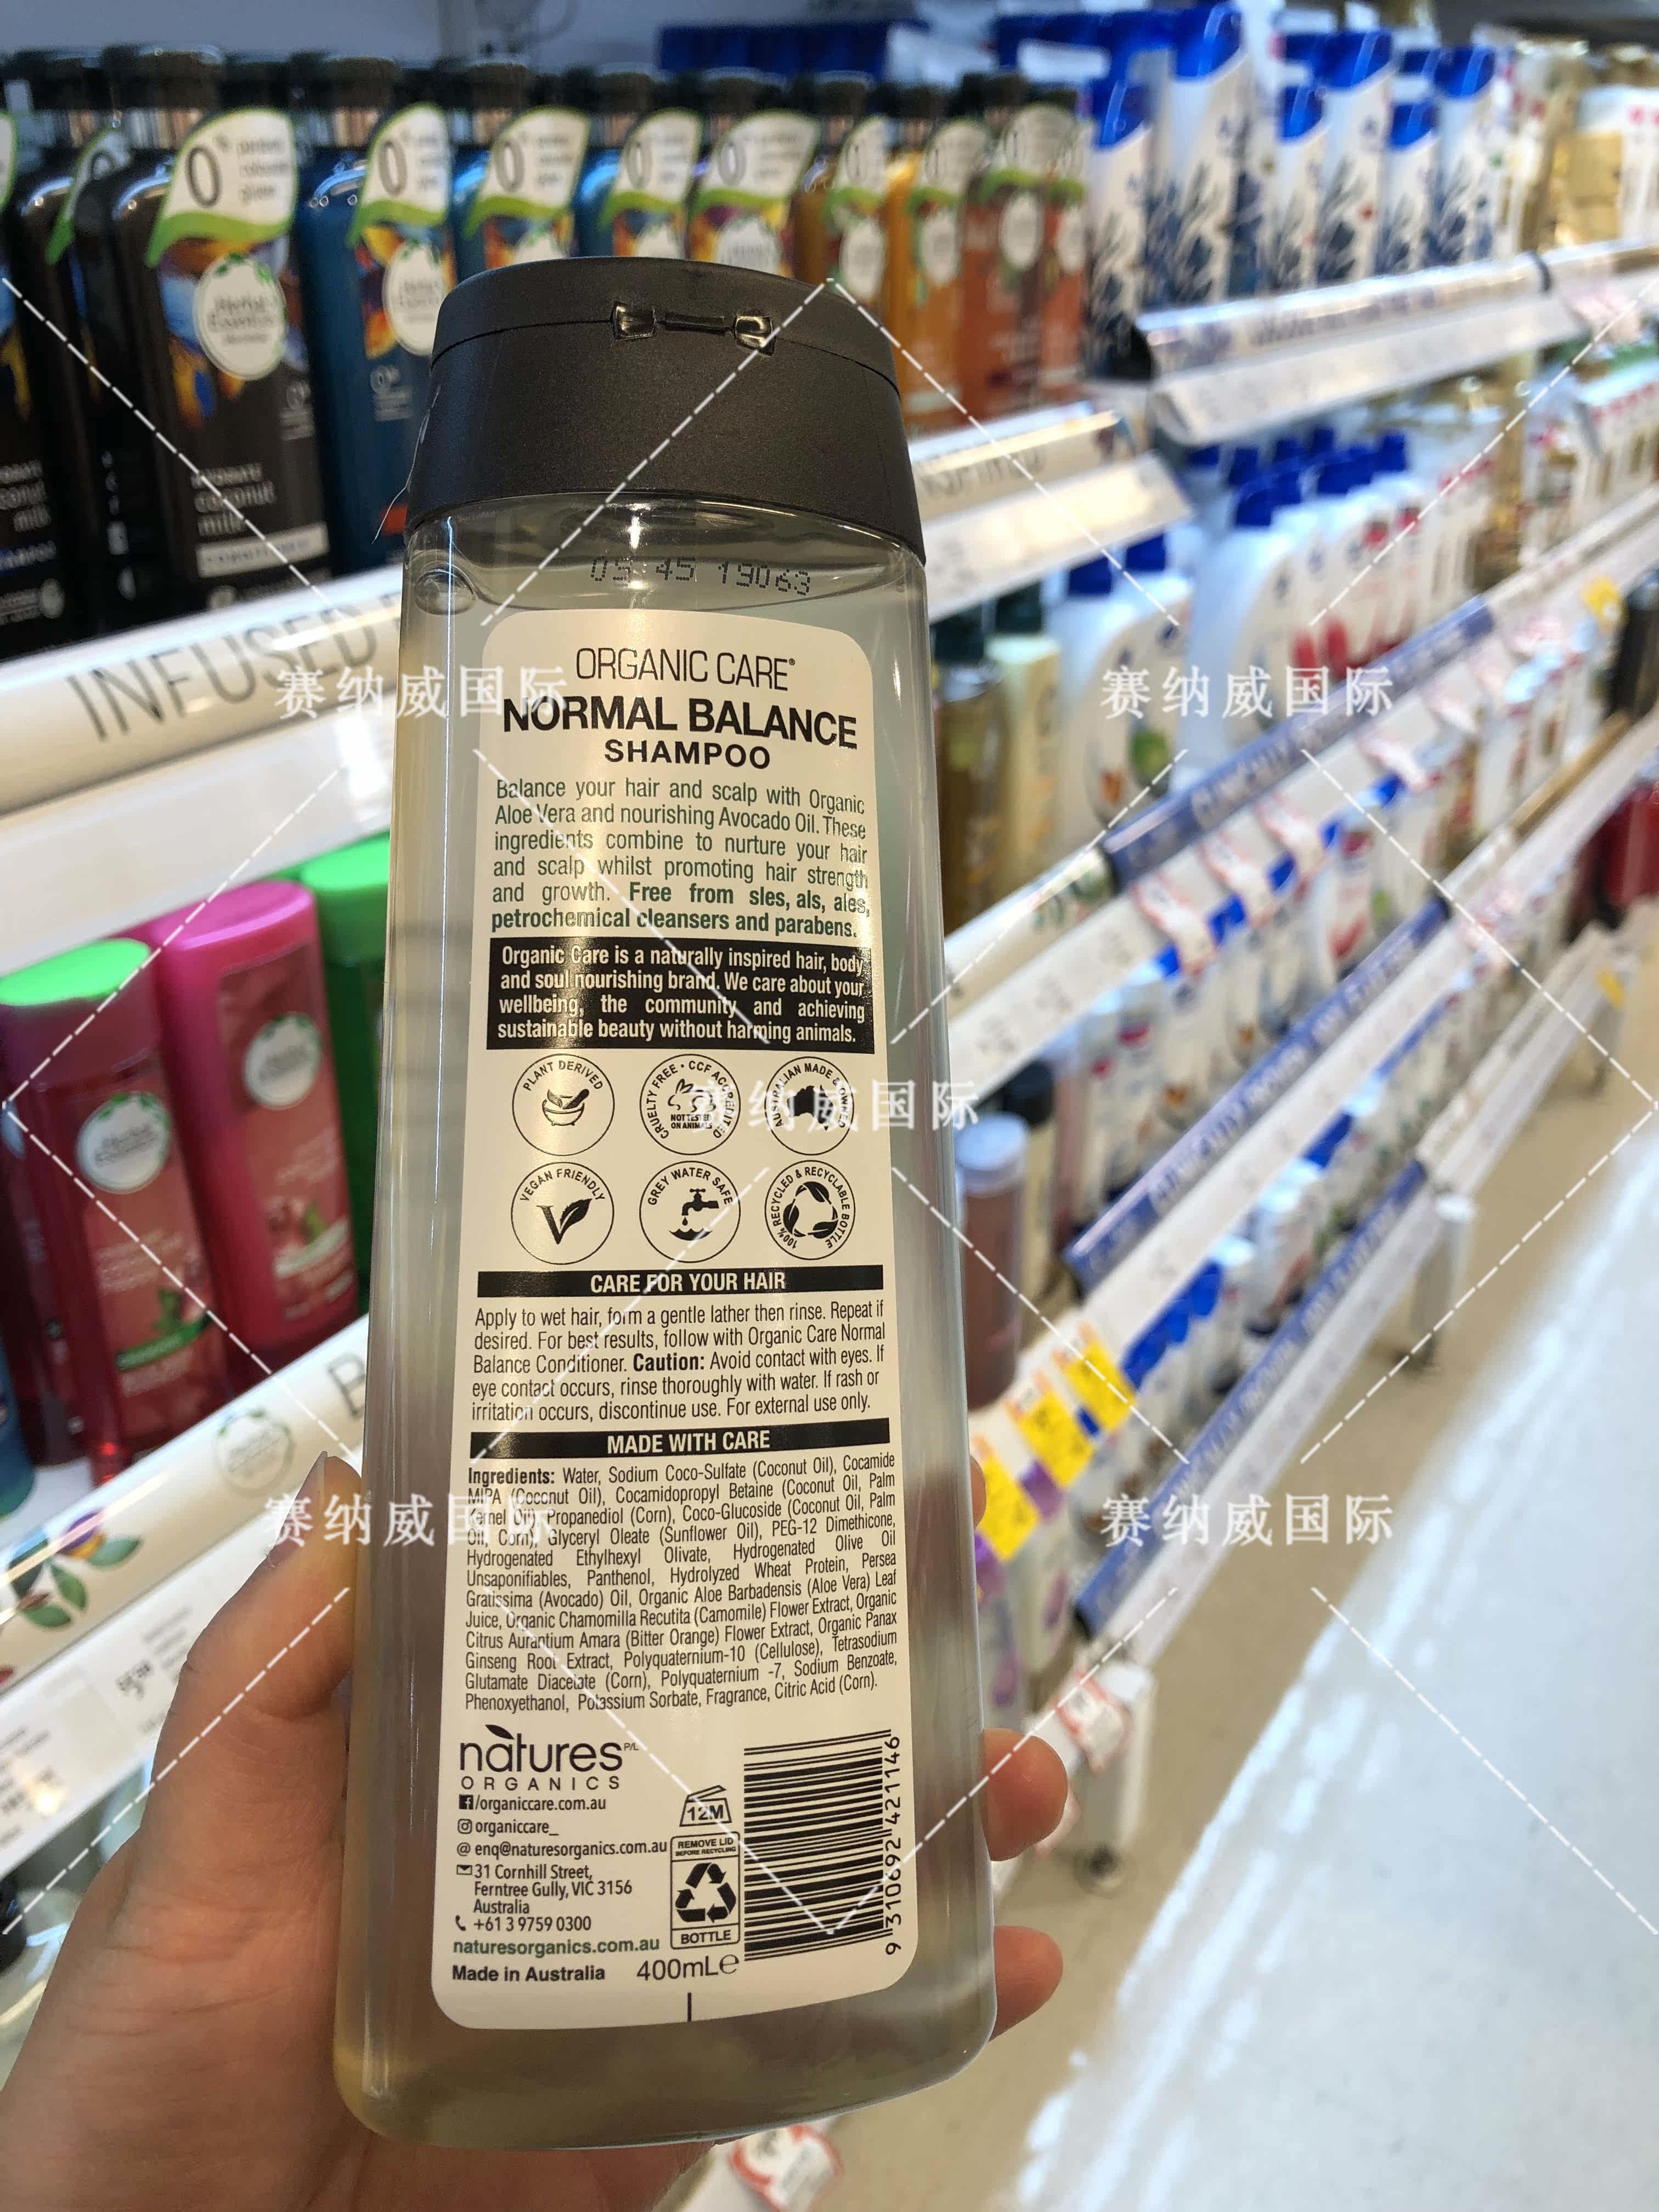 INFUSED
05 45 19063
ORGANIC CARE®
NORMAL BALANCE
SHAMPOO
Balance your hair and scalp with Organic
Aloe Vera and nourishing Avocado Oil. These
ingredients combine to nurture your hair
and scalp whilst promoting hair strength
and growth. Free from sles, als, ales,
petrochemical cleansers and parabens.
Organic Care is a naturally inspired hair, body
and soul nourishing brand. We care about your
wellbeing, the community and achieving
sustainable beauty without harming animals.
PLANT DERIVED
CRUELTY FREE • CCF ACCREDITED
NOT TESTED
ON ANIMALS
AUSTRALIAN MADE & OWNED
VEGAN FRIENDLY
GREY WATER SAFE
100% RECYCLED & RECYCLABLE BOTTLE
CARE FOR YOUR HAIR
Apply to wet hair, form a gentle lather then rinse. Repeat if
desired. For best results, follow with Organic Care Normal
Balance Conditioner. Caution: Avoid contact with eyes. If
eye contact occurs, rinse thoroughly with water. If rash or
irritation occurs, discontinue use. For external use only.
MADE WITH CARE
Ingredients: Water, Sodium Coco-Sulfate (Coconut Oil), Cocamide
MIPA (Coconut Oil), Cocamidopropyl Betaine (Coconut Oil, Palm
Kernel Oil), Propanediol (Corn), Coco-Glucoside (Coconut Oil, Palm
Oil, Corn), Glyceryl Oleate (Sunflower Oil), PEG-12 Dimethicone,
Hydrogenated Ethylhexyl Olivate, Hydrogenated Olive Oil
Unsaponifiables, Panthenol, Hydrolyzed Wheat Protein, Persea
Gratissima (Avocado) Oil, Organic Aloe Barbadensis (Aloe Vera) Leaf
Juice, Organic Chamomilla Recutita (Camomile) Flower Extract, Organic
Citrus Aurantium Amara (Bitter Orange) Flower Extract, Organic Panax
Ginseng Root Extract, Polyquaternium-10 (Cellulose), Tetrasodium
Glutamate Diacetate (Corn), Polyquaternium -7, Sodium Benzoate,
Phenoxyethanol, Potassium Sorbate, Fragrance, Citric Acid (Corn).
natures P/L
ORGANICS
/organiccare.com.au
organiccare_
@ enq@naturesorganics.com.au
31 Cornhill Street,
Ferntree Gully, VIC 3156
Australia
+61 3 9759 0300
naturesorganics.com.au
Made in Australia 400mL℮
12M
REMOVE LID
BEFORE RECYCLING
BOTTLE
9 310692 421146
赛纳威国际
赛纳威国际
赛纳威国际
赛纳威国际
赛纳威国际